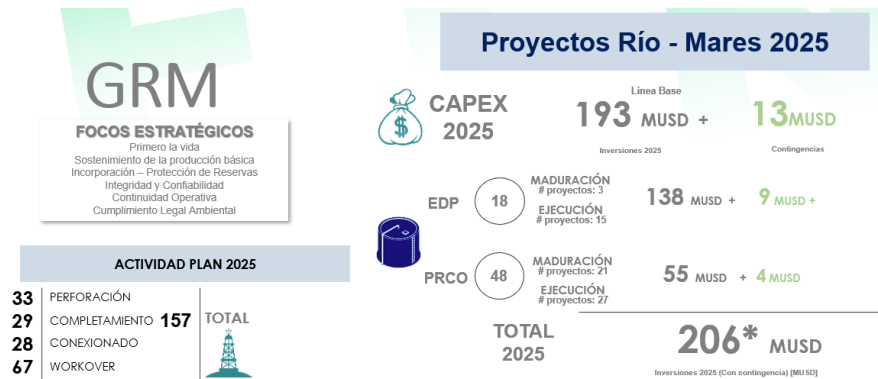 GRM
FOCOS ESTRATÉGICOS
Primero la vida
Sostenimiento de la producción básica
Incorporación – Protección de Reservas
Integridad y Confiabilidad
Continuidad Operativa
Cumplimiento Legal Ambiental
ACTIVIDAD PLAN 2025
33 PERFORACIÓN
29 COMPLETAMIENTO 157 TOTAL
28 CONEXIONADO
67 WORKOVER
Proyectos Río - Mares 2025
$
CAPEX
2025
Línea Base
193 MUSD + 13MUSD
Inversiones 2025 Contingencias
EDP 18
MADURACIÓN
# proyectos: 3
EJECUCIÓN
# proyectos: 15
138 MUSD + 9 MUSD +
PRCO 48
MADURACIÓN
# proyectos: 21
EJECUCIÓN
# proyectos: 27
55 MUSD + 4 MUSD
TOTAL
2025
206* MUSD
Inversiones 2025 (Con contingencia) [MUSD]